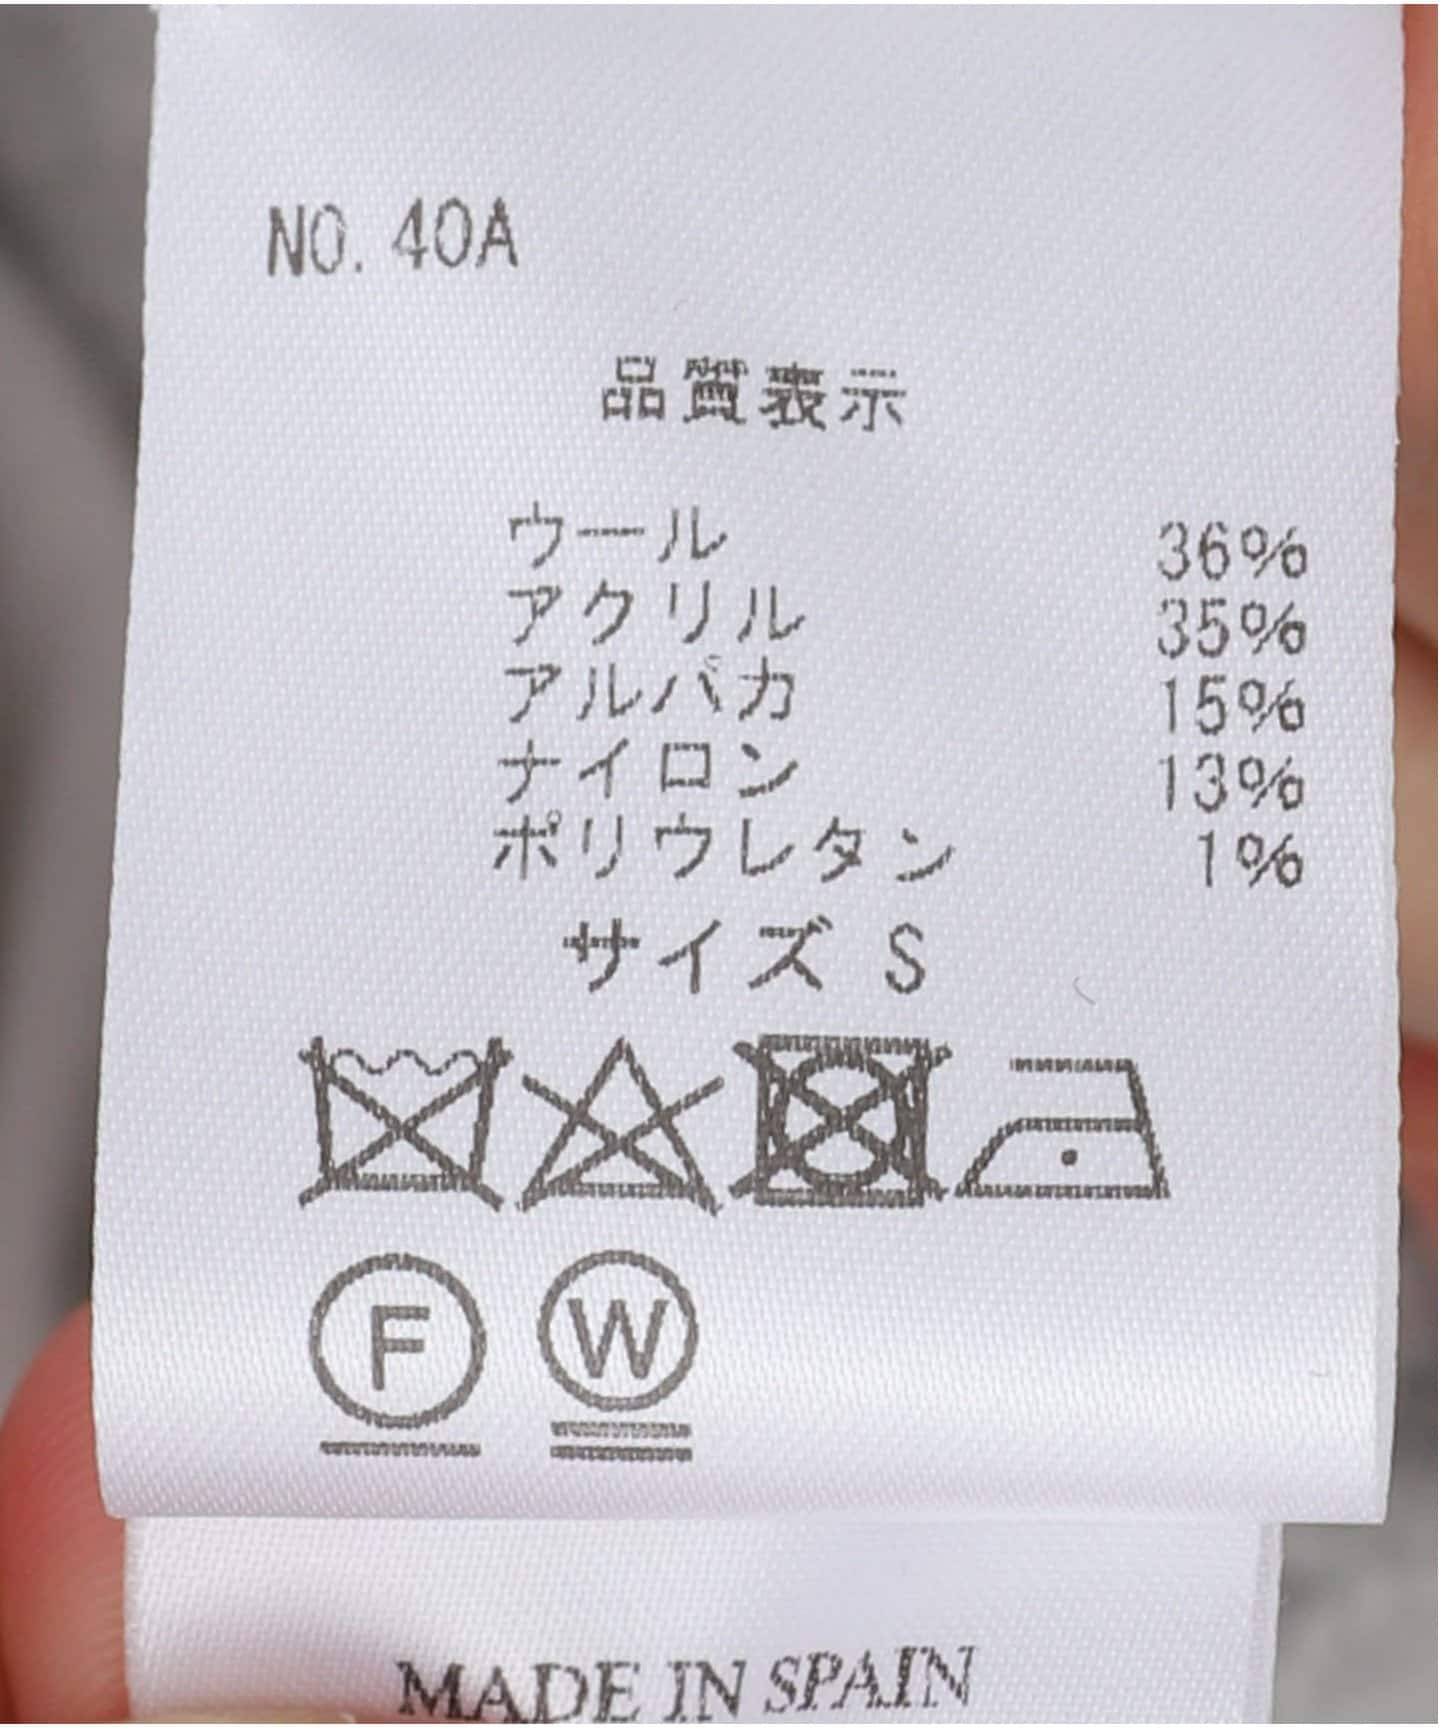 NO. 40A
品質表示
ウール 36%
アクリル 35%
アルパカ 15%
ナイロン 13%
ポリウレタン 1%
サイズ S
F W
MADE IN SPAIN